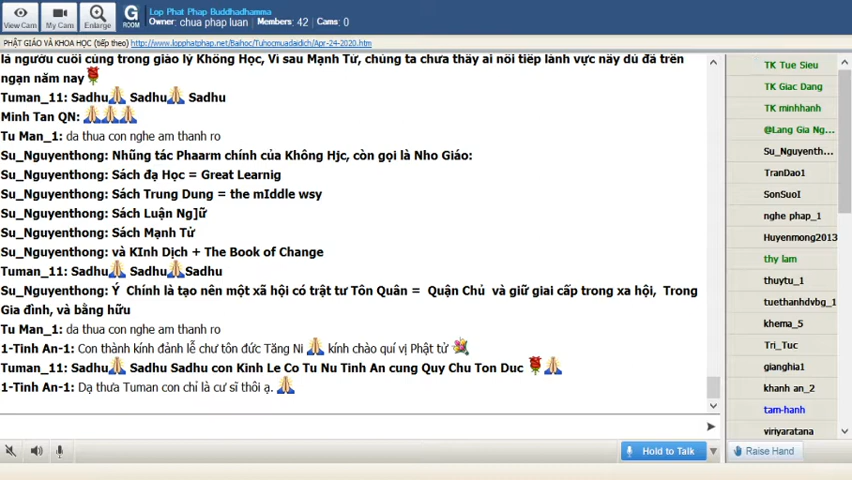 Lop Phat Phap Buddhadhamma
Owner: chua phap luan Members: 42 Cams: 0
View Cam My Cam Enlarge G ROOM
PHẬT GIÁO VÀ KHOA HỌC (tiếp theo) http://www.lopphatphap.net/Baihoc/Tuhocmuadaidich/Apr-24-2020.htm
là ngườu cuối cùng trong giáo lý Không Học, Vì sau Mạnh Tử, chúng ta chưa thấy ai nối tiếp lành vực nầy dủ đã trên
ngạn năm nay
Tuman_11: Sadhu Sadhu Sadhu
Minh Tan QN:
Tu Man_1: da thua con nghe am thanh ro
Su_Nguyenthong: Nhũng tác Phaarm chính của Không Hjc, còn gọi là Nho Giáo:
Su_Nguyenthong: Sách đạ Học = Great Learnig
Su_Nguyenthong: Sách Trung Dung = the mIddle wsy
Su_Nguyenthong: Sách Luận Ng]ữ
Su_Nguyenthong: Sách Mạnh Tử
Su_Nguyenthong: và KInh Dịch + The Book of Change
Tuman_11: Sadhu Sadhu Sadhu
Su_Nguyenthong: Ý Chính là tạo nên một xã hội có trật tư Tôn Quân = Quận Chủ và giữ giai cấp trong xa hội, Trong
Gia đình, và bằng hữu
Tu Man_1: da thua con nghe am thanh ro
1-Tinh An-1: Con thành kính đảnh lễ chư tôn đức Tăng Ni kính chào quí vị Phật tử
Tuman_11: Sadhu Sadhu Sadhu con Kinh Le Co Tu Nu Tinh An cung Quy Chu Ton Duc
1-Tinh An-1: Dạ thưa Tuman con chỉ là cư sĩ thôi ạ.
TK Tue Sieu
TK Giac Dang
TK minhhanh
@Lang Gia Ng...
Su_Nguyenth...
TranDao1
SonSuoI
nghe phap_1
Huyenmong2013
thy lam
thuytu_1
tuethanhdvbg_1
khema_5
Tri_Tuc
gianghia1
khanh an_2
tam-hanh
viriyaratana
Hold to Talk
Raise Hand